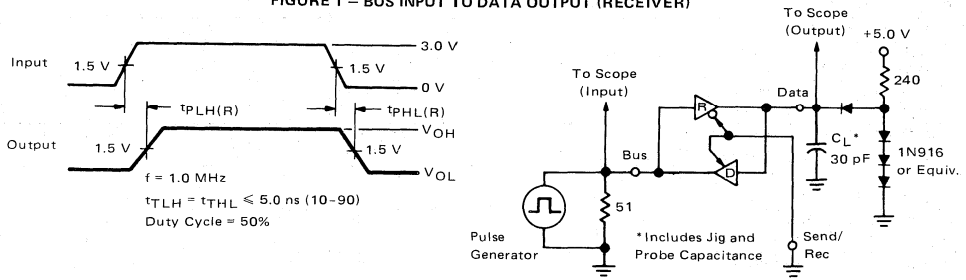 FIGURE 1 – BUS INPUT TO DATA OUTPUT (RECEIVER)
Input
1.5 V
1.5 V
3.0 V
0 V
tPLH(R)
tPHL(R)
Output
1.5 V
1.5 V
VOH
VOL
f = 1.0 MHz
tTLH = tTHL ≤ 5.0 ns (10-90)
Duty Cycle = 50%
To Scope
(Input)
To Scope
(Output)
+5.0 V
240
Data
R
D
Bus
CL*
30 pF
1N916
or Equiv.
51
Pulse
Generator
*Includes Jig and
Probe Capacitance
Send/
Rec